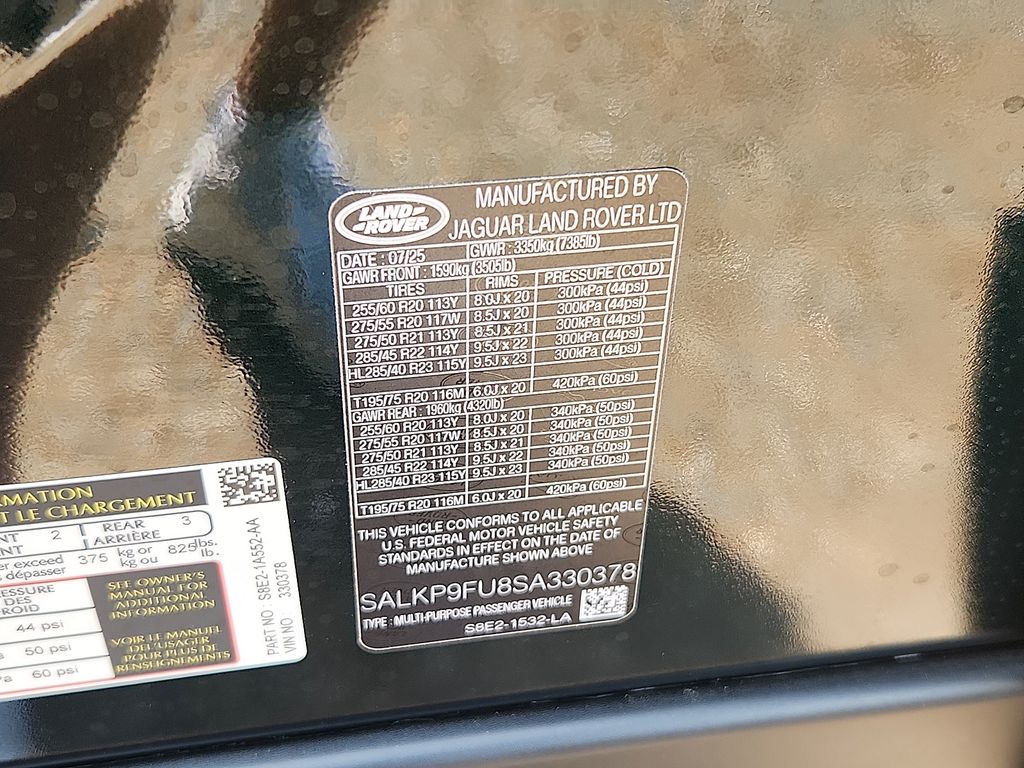 LAND
ROVER
MANUFACTURED BY
JAGUAR LAND ROVER LTD
DATE : 07/25 GVWR : 3350kg (7385lb)
GAWR FRONT : 1590kg (3505lb)
TIRES RIMS PRESSURE (COLD)
255/60 R20 113Y 8.0J x 20 300kPa (44psi)
275/55 R20 117W 8.5J x 20 300kPa (44psi)
275/50 R21 113Y 8.5J x 21 300kPa (44psi)
285/45 R22 114Y 9.5J x 22 300kPa (44psi)
HL285/40 R23 115Y 9.5J x 23 300kPa (44psi)
T195/75 R20 116M 6.0J x 20 420kPa (60psi)
GAWR REAR : 1960kg (4320lb)
255/60 R20 113Y 8.0J x 20 340kPa (50psi)
275/55 R20 117W 8.5J x 20 340kPa (50psi)
275/50 R21 113Y 8.5J x 21 340kPa (50psi)
285/45 R22 114Y 9.5J x 22 340kPa (50psi)
HL285/40 R23 115Y 9.5J x 23 340kPa (50psi)
T195/75 R20 116M 6.0J x 20 420kPa (60psi)
THIS VEHICLE CONFORMS TO ALL APPLICABLE
U.S. FEDERAL MOTOR VEHICLE SAFETY
STANDARDS IN EFFECT ON THE DATE OF
MANUFACTURE SHOWN ABOVE
SALKP9FU8SA330378
TYPE : MULTI-PURPOSE PASSENGER VEHICLE
S8E2-1532-LA
RMATION
ET LE CHARGEMENT
NT 2 REAR 3
NT ARRIÈRE
er exceed 375 kg or 825 lbs.
dépasser kg ou lb.
ESSURE
DES
ROID
44 psi
50 psi
60 psi
SEE OWNER'S
MANUAL FOR
ADDITIONAL
INFORMATION
VOIR LE MANUEL
DE L'USAGER
POUR PLUS DE
RENSEIGNEMENTS
PART NO : S8E2-1A552-AA
VIN NO : 330378